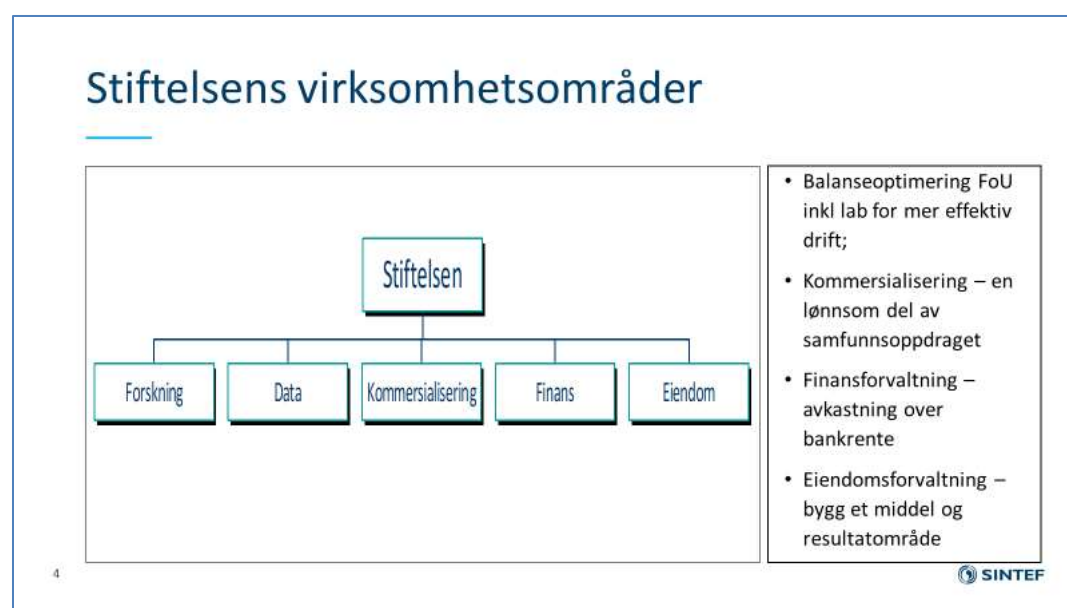 Stiftelsens virksomhetsområder
Stiftelsen
Forskning
Data
Kommersialisering
Finans
Eiendom
• Balanseoptimering FoU
inkl lab for mer effektiv
drift;
• Kommersialisering – en
lønnsom del av
samfunnsoppdraget
• Finansforvaltning –
avkastning over
bankrente
• Eiendomsforvaltning –
bygg et middel og
resultatområde
4
SINTEF